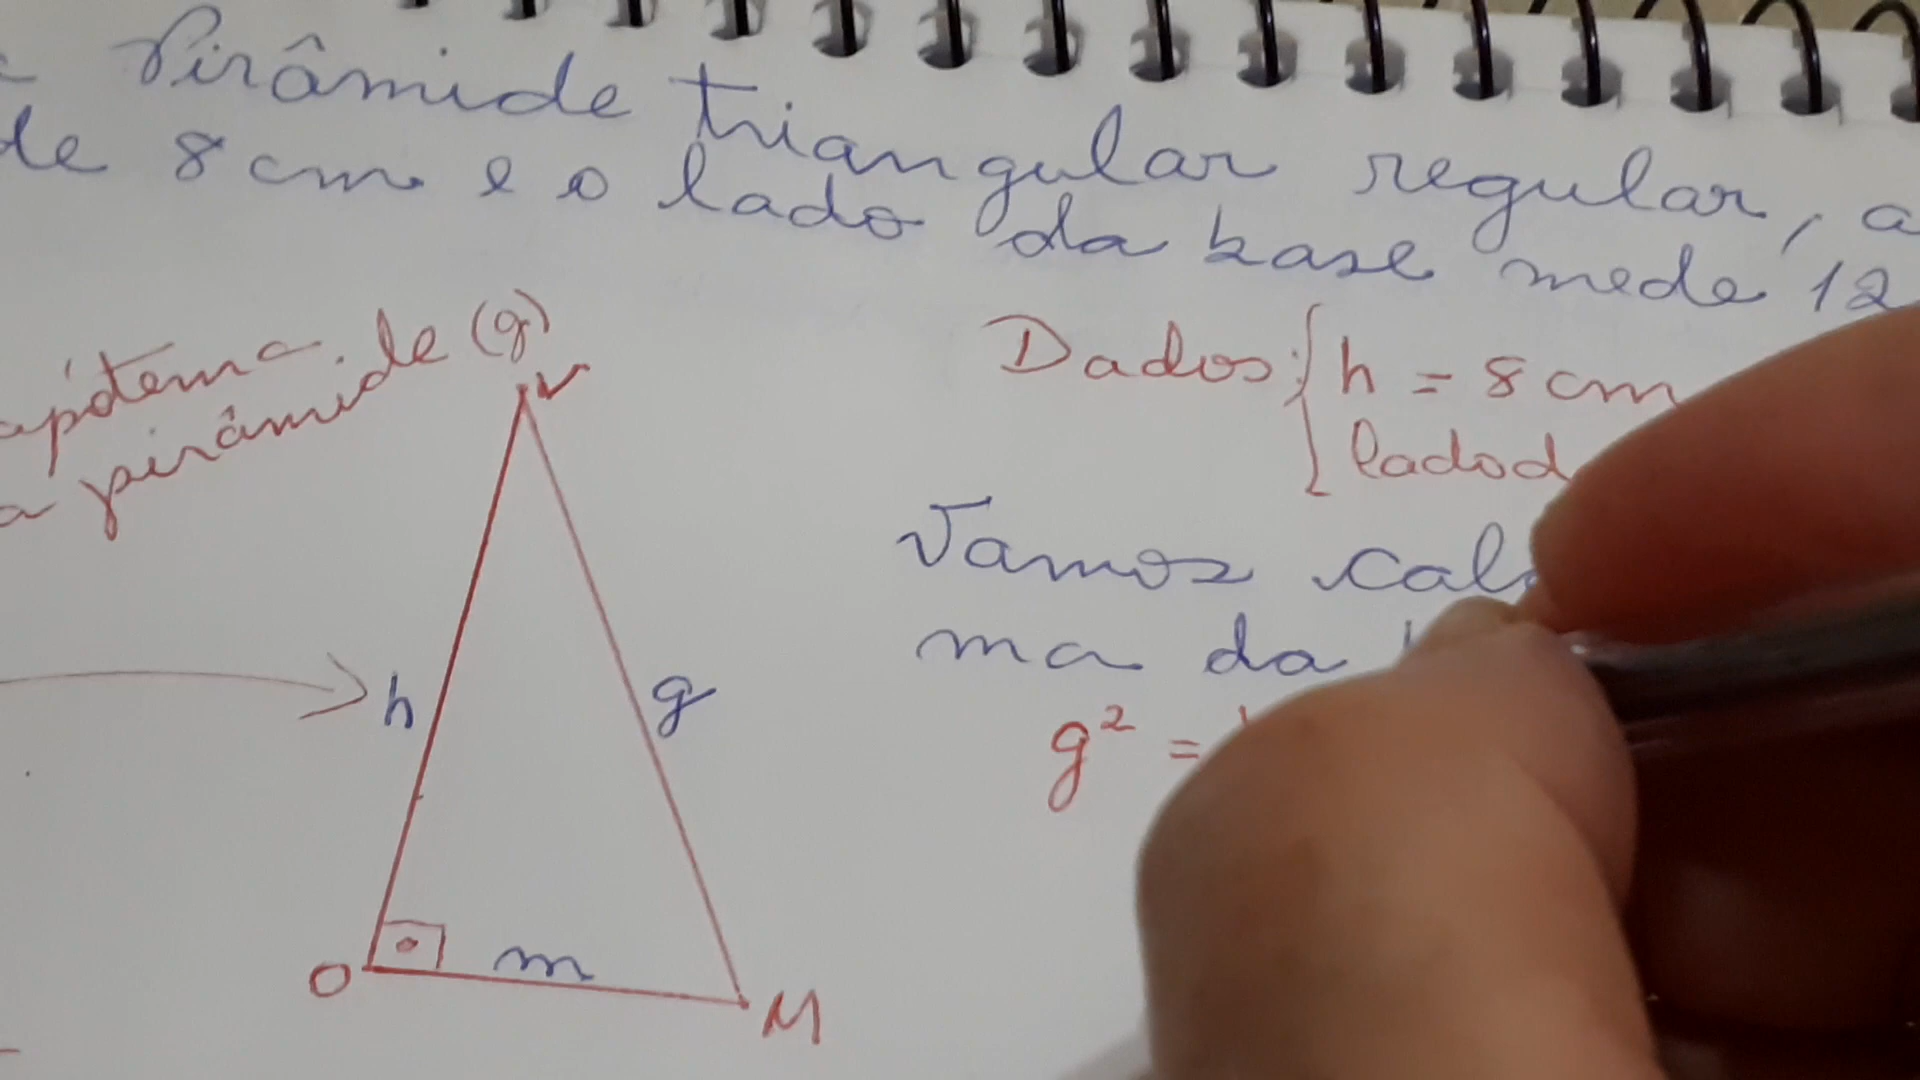 Pirâmide triangular regular, a
de 8 cm e o lado da base mede 12
apótema de (g)
a pirâmide
V
Dados: h = 8 cm
lado d
Vamos cal
ma da
h
g
g² =
O
m
M